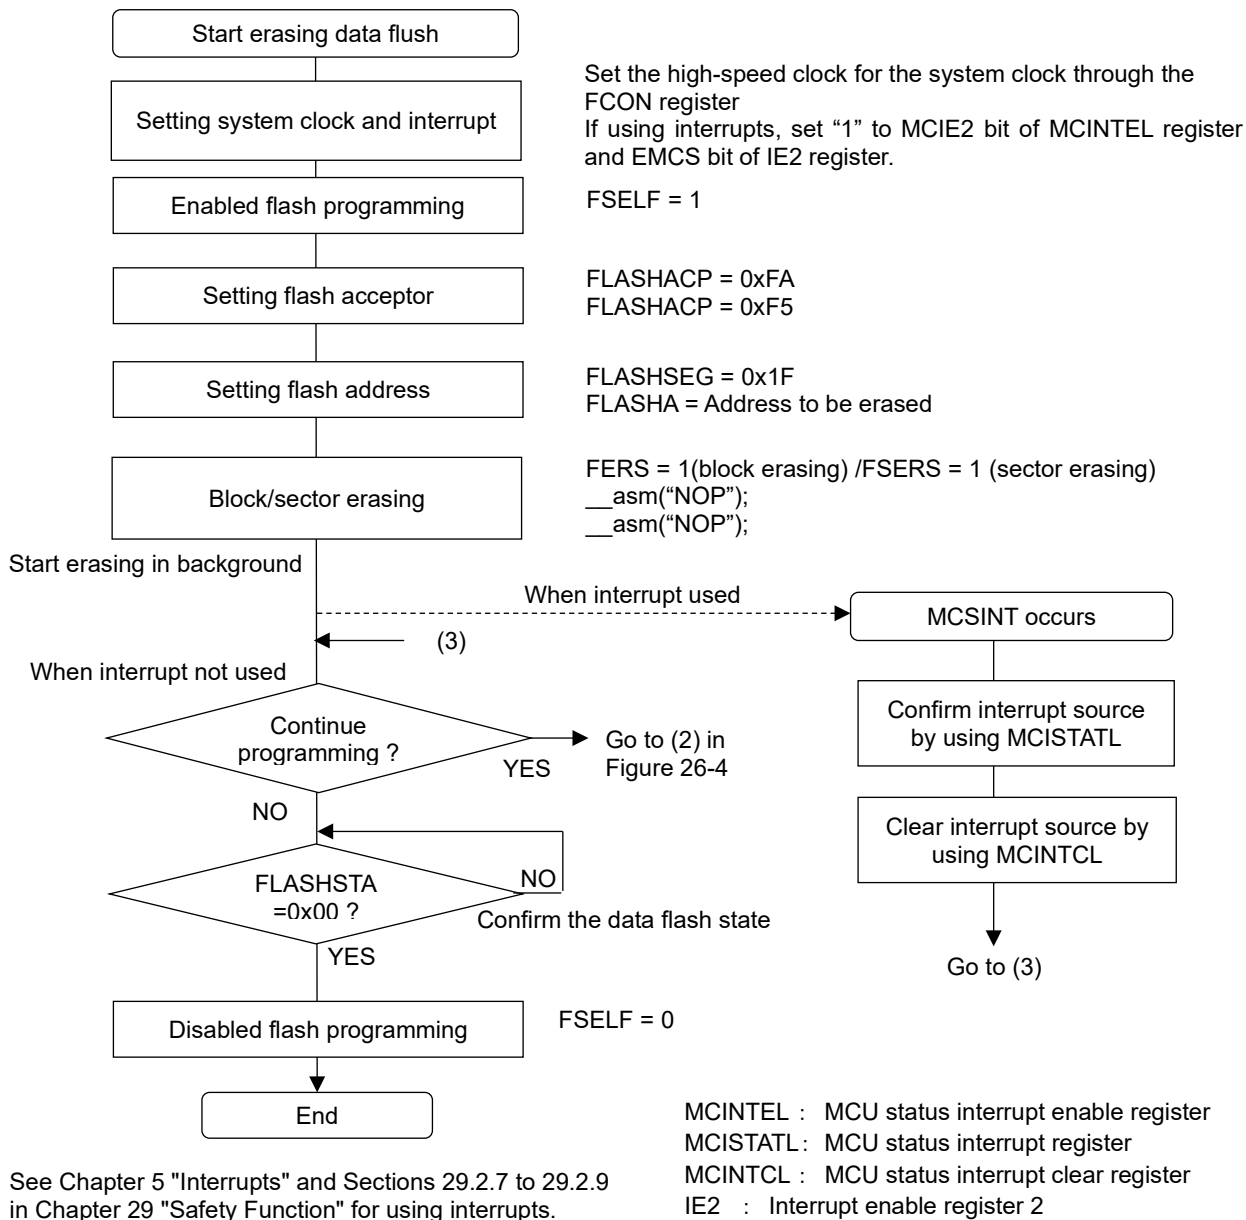 Start erasing data flush
Setting system clock and interrupt
Set the high-speed clock for the system clock through the
FCON register
If using interrupts, set “1” to MCIE2 bit of MCINTEL register
and EMCS bit of IE2 register.
Enabled flash programming
FSELF = 1
Setting flash acceptor
FLASHACP = 0xFA
FLASHACP = 0xF5
Setting flash address
FLASHSEG = 0x1F
FLASHA = Address to be erased
Block/sector erasing
FERS = 1(block erasing) /FSERS = 1 (sector erasing)
__asm(“NOP”);
__asm(“NOP”);
Start erasing in background
When interrupt used
MCSINT occurs
(3)
When interrupt not used
Continue
programming ?
YES
Go to (2) in
Figure 26-4
NO
Confirm interrupt source
by using MCISTATL
Clear interrupt source by
using MCINTCL
Go to (3)
FLASHSTA
=0x00 ?
NO
Confirm the data flash state
YES
Disabled flash programming
FSELF = 0
End
MCINTEL : MCU status interrupt enable register
MCISTATL : MCU status interrupt register
MCINTCL : MCU status interrupt clear register
IE2 : Interrupt enable register 2
See Chapter 5 "Interrupts" and Sections 29.2.7 to 29.2.9
in Chapter 29 "Safety Function" for using interrupts.